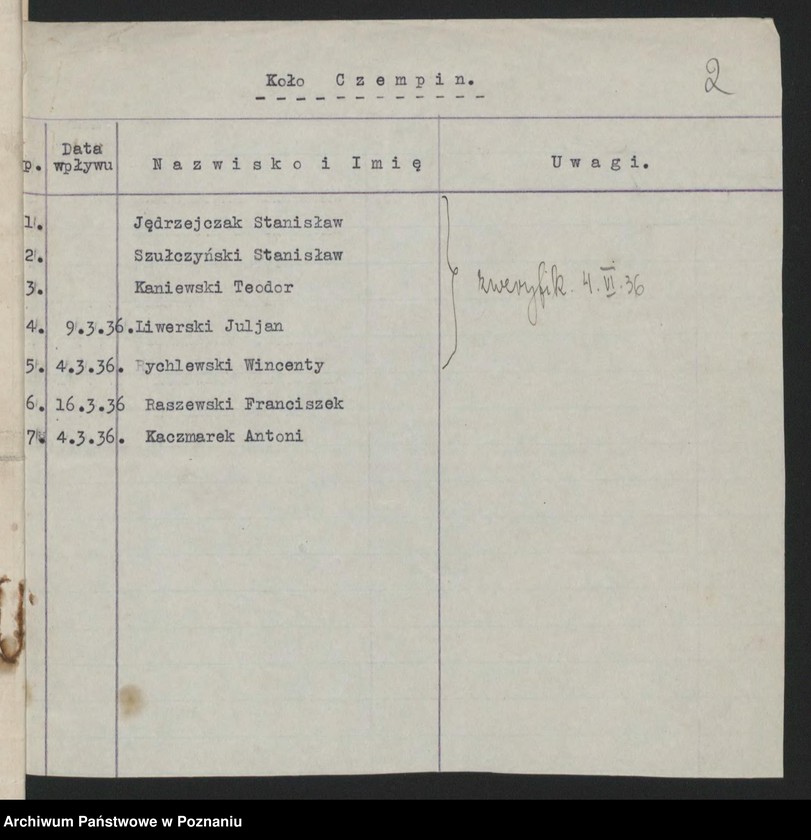 Koło Czempin.
2
p. Data wpływu Nazwisko i Imię Uwagi.
1. Jędrzejczak Stanisław
2. Szułczyński Stanisław
3. Kaniewski Teodor
zweryfik. 4.VI.36
4. 9.3.36. Liwerski Juljan
5. 4.3.36. Rychlewski Wincenty
6. 16.3.36 Raszewski Franciszek
7. 4.3.36. Kaczmarek Antoni
Archiwum Państwowe w Poznaniu